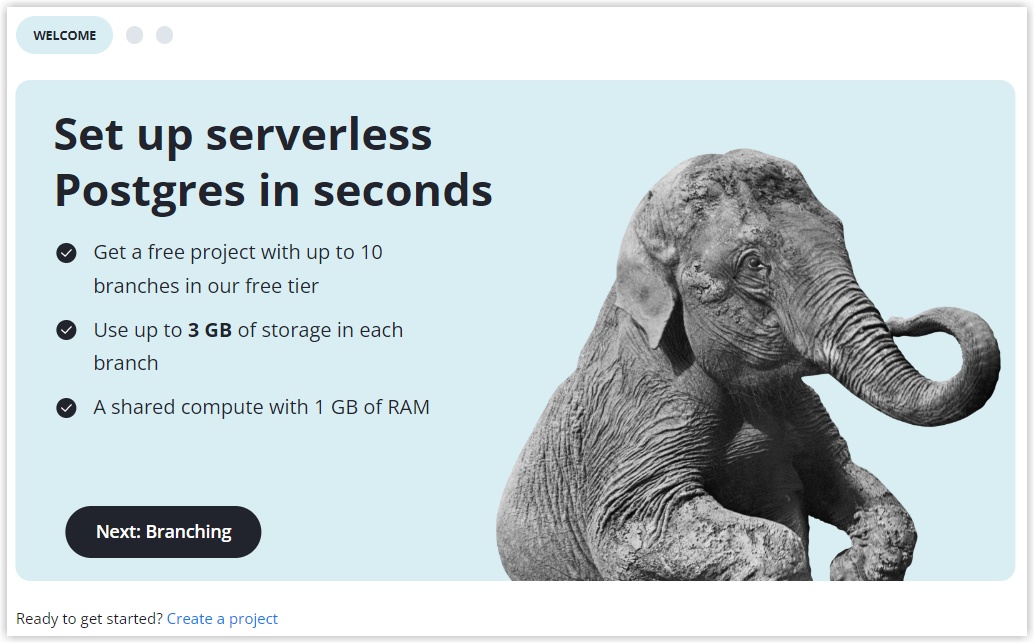 WELCOME
Set up serverless
Postgres in seconds
Get a free project with up to 10
branches in our free tier
Use up to 3 GB of storage in each
branch
A shared compute with 1 GB of RAM
Next: Branching
Ready to get started? Create a project